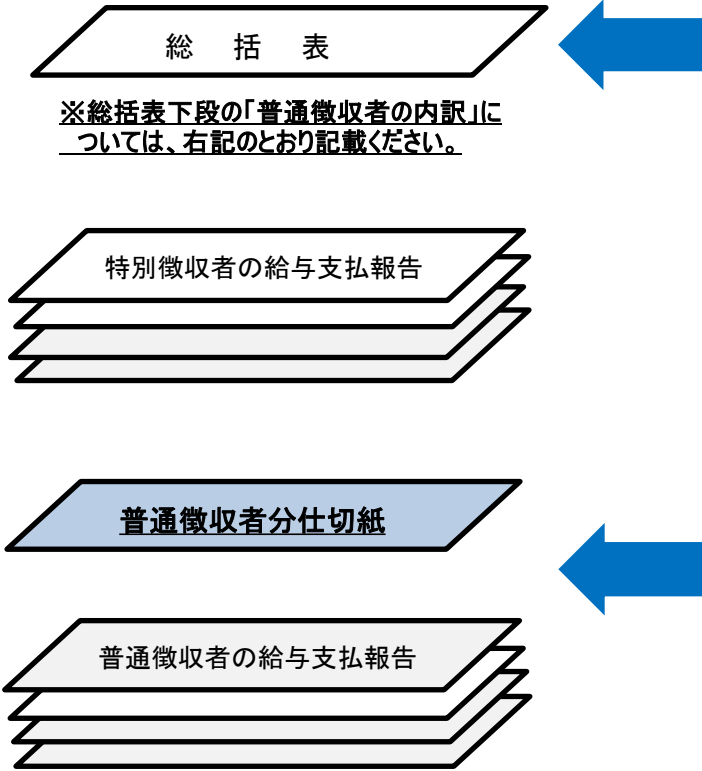 総　括　表
※総括表下段の「普通徴収者の内訳」に
ついては、右記のとおり記載ください。
特別徴収者の給与支払報告
普通徴収者分仕切紙
普通徴収者の給与支払報告